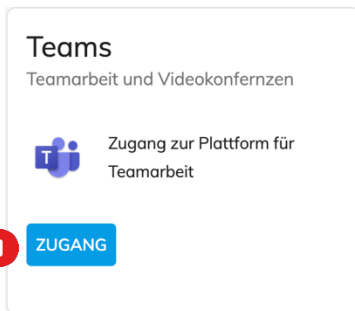 Teams
Teamarbeit und Videokonfernzen
T
Zugang zur Plattform für
Teamarbeit
ZUGANG